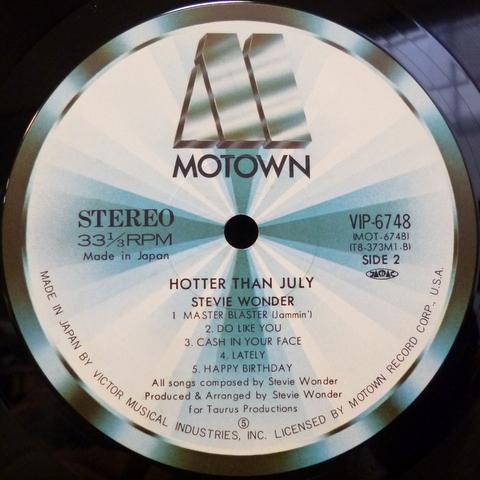 MOTOWN
STEREO
33⅓RPM
Made in Japan
VIP-6748
(MOT-6748)
(T8-373M1-B)
SIDE 2
JASRAC
HOTTER THAN JULY
STEVIE WONDER
1 MASTER BLASTER (Jammin')
2. DO LIKE YOU
3. CASH IN YOUR FACE
4. LATELY
5. HAPPY BIRTHDAY
All songs composed by Stevie Wonder
Produced & Arranged by Stevie Wonder
for Taurus Productions
⑤
MADE IN JAPAN BY VICTOR MUSICAL INDUSTRIES, INC. LICENSED BY MOTOWN RECORD CORP., U.S.A.